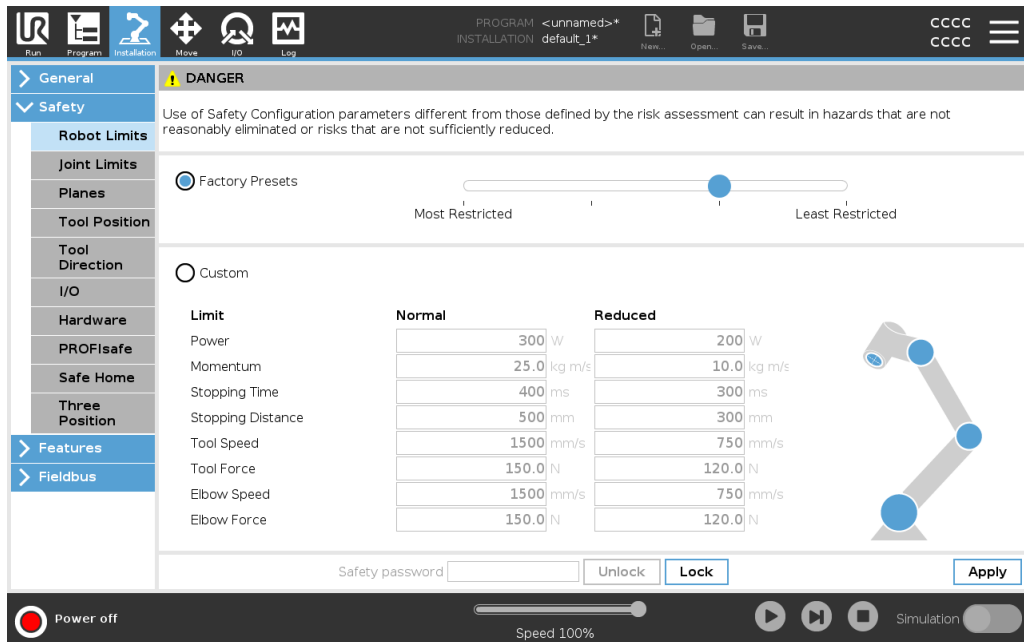 UR
Run
Program
Installation
Move
I/O
Log
PROGRAM <unnamed>*
INSTALLATION default_1*
New...
Open...
Save...
CCCC
CCCC
General
Safety
Robot Limits
Joint Limits
Planes
Tool Position
Tool
Direction
I/O
Hardware
PROFIsafe
Safe Home
Three
Position
Features
Fieldbus
DANGER
Use of Safety Configuration parameters different from those defined by the risk assessment can result in hazards that are not
reasonably eliminated or risks that are not sufficiently reduced.
Factory Presets
Most Restricted Least Restricted
Custom
Limit Normal Reduced
Power 300 W 200 W
Momentum 25.0 kg m/s 10.0 kg m/s
Stopping Time 400 ms 300 ms
Stopping Distance 500 mm 300 mm
Tool Speed 1500 mm/s 750 mm/s
Tool Force 150.0 N 120.0 N
Elbow Speed 1500 mm/s 750 mm/s
Elbow Force 150.0 N 120.0 N
Safety password Unlock Lock Apply
Power off
Speed 100%
Simulation